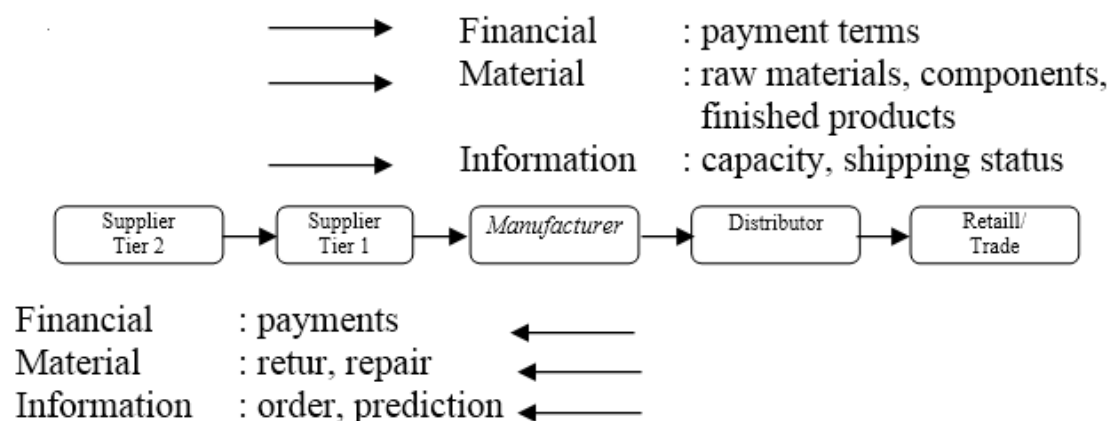 Financial : payment terms
Material : raw materials, components,
finished products
Information : capacity, shipping status
Supplier
Tier 2
Supplier
Tier 1
Manufacturer
Distributor
Retaill/
Trade
Financial : payments
Material : retur, repair
Information : order, prediction